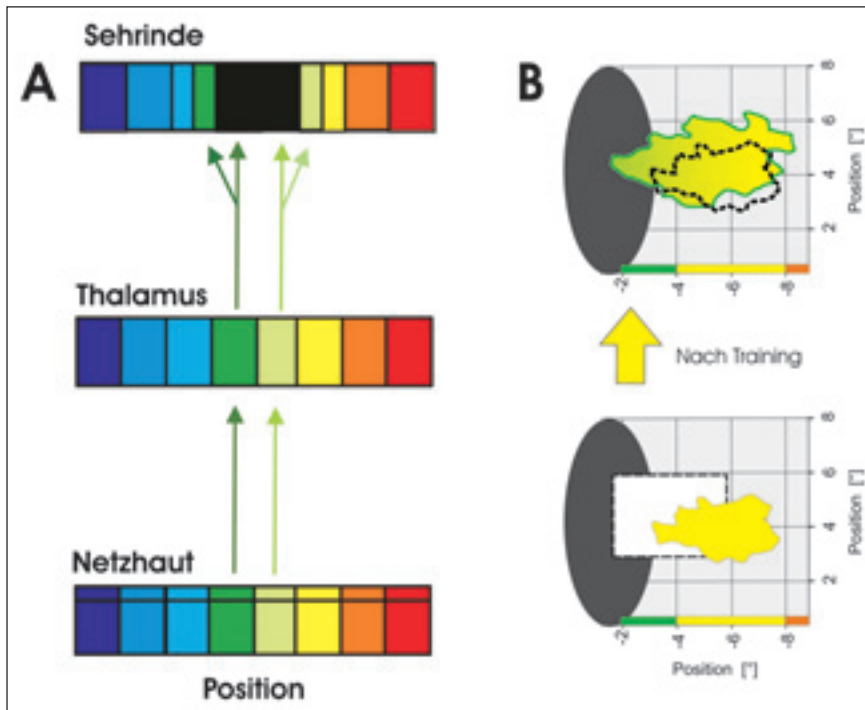 A
Sehrinde
Thalamus
Netzhaut
Position
B
8
6
4
2
Position [°]
-2
-4
-6
-8
Nach Training
8
6
4
2
Position [°]
-2
-4
-6
-8
Position [°]